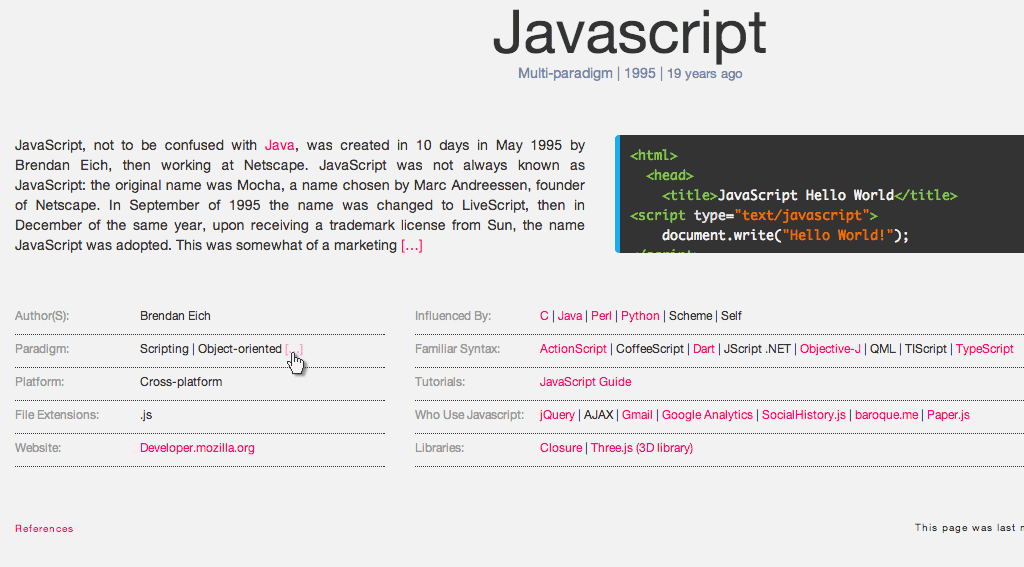 Javascript
Multi-paradigm | 1995 | 19 years ago
JavaScript, not to be confused with Java, was created in 10 days in May 1995 by
Brendan Eich, then working at Netscape. JavaScript was not always known as
JavaScript: the original name was Mocha, a name chosen by Marc Andreessen, founder
of Netscape. In September of 1995 the name was changed to LiveScript, then in
December of the same year, upon receiving a trademark license from Sun, the name
JavaScript was adopted. This was somewhat of a marketing [...]
<html>
<head>
<title>JavaScript Hello World</title>
<script type="text/javascript">
document.write("Hello World!");
Author(S): Brendan Eich
Paradigm: Scripting | Object-oriented [...]
Platform: Cross-platform
File Extensions: .js
Website: Developer.mozilla.org
Influenced By: C | Java | Perl | Python | Scheme | Self
Familiar Syntax: ActionScript | CoffeeScript | Dart | JScript .NET | Objective-J | QML | TIScript | TypeScript
Tutorials: JavaScript Guide
Who Use Javascript: jQuery | AJAX | Gmail | Google Analytics | SocialHistory.js | baroque.me | Paper.js
Libraries: Closure | Three.js (3D library)
References
This page was last